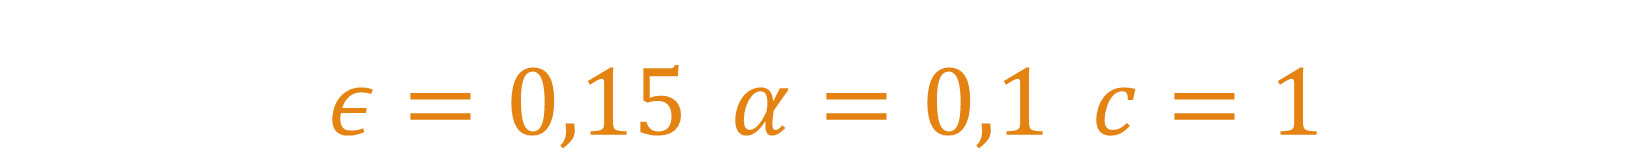 ϵ = 0,15 α = 0,1 c = 1